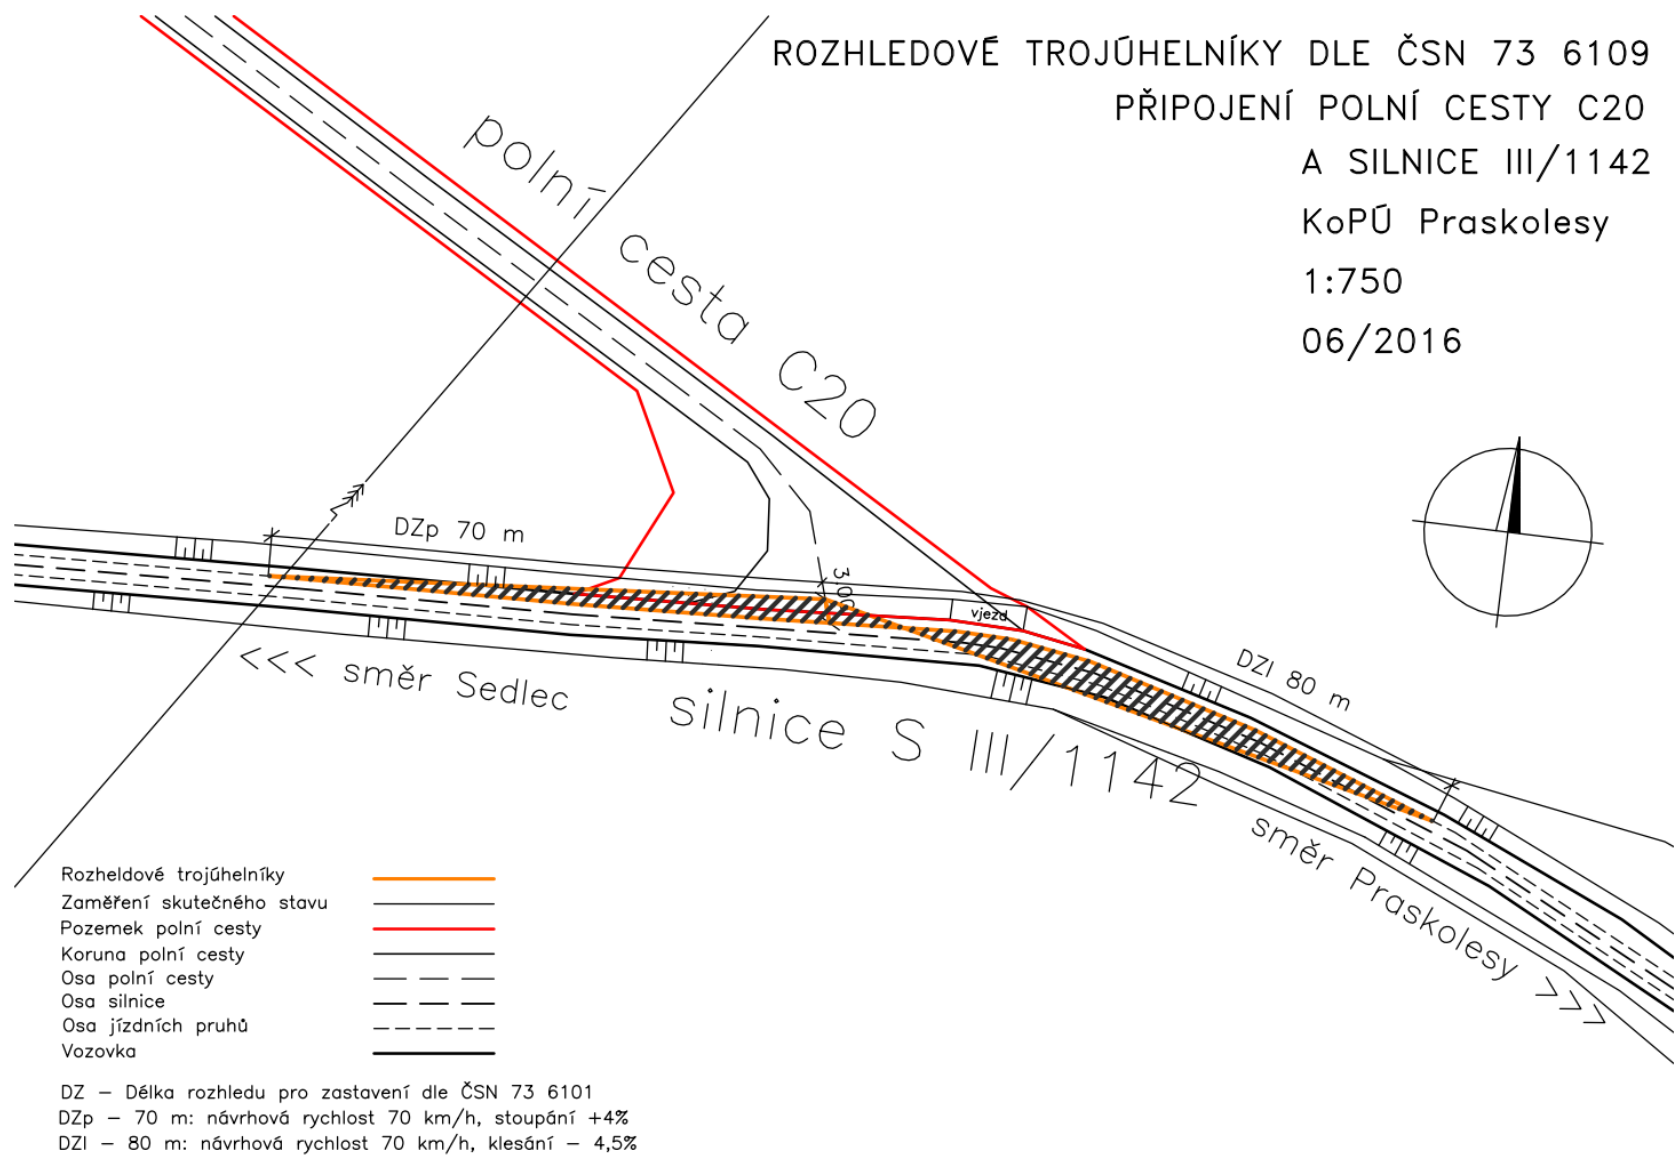 ROZHLEDOVÉ TROJÚHELNÍKY DLE ČSN 73 6109
PŘIPOJENÍ POLNÍ CESTY C20
A SILNICE III/1142
KoPÚ Praskolesy
1:750
06/2016
polní cesta C20
DZp 70 m
3.00
vjezd
DZl 80 m
<<< směr Sedlec
silnice S III/1142
směr Praskolesy >>>
Rozheldové trojúhelníky
Zaměření skutečného stavu
Pozemek polní cesty
Koruna polní cesty
Osa polní cesty
Osa silnice
Osa jízdních pruhů
Vozovka
DZ – Délka rozhledu pro zastavení dle ČSN 73 6101
DZp – 70 m: návrhová rychlost 70 km/h, stoupání +4%
DZl – 80 m: návrhová rychlost 70 km/h, klesání – 4,5%